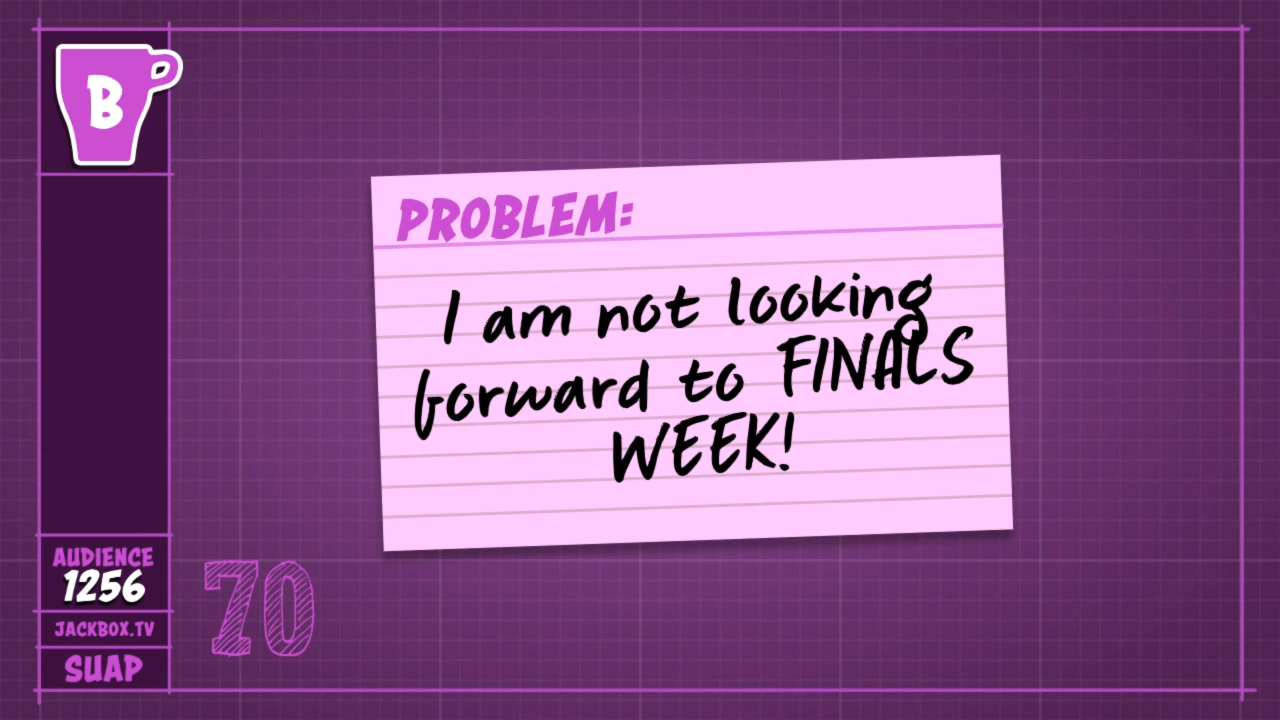 B
PROBLEM:
I am not looking
forward to FINALS
WEEK!
AUDIENCE
1256
JACKBOX.TV
SUAP
70